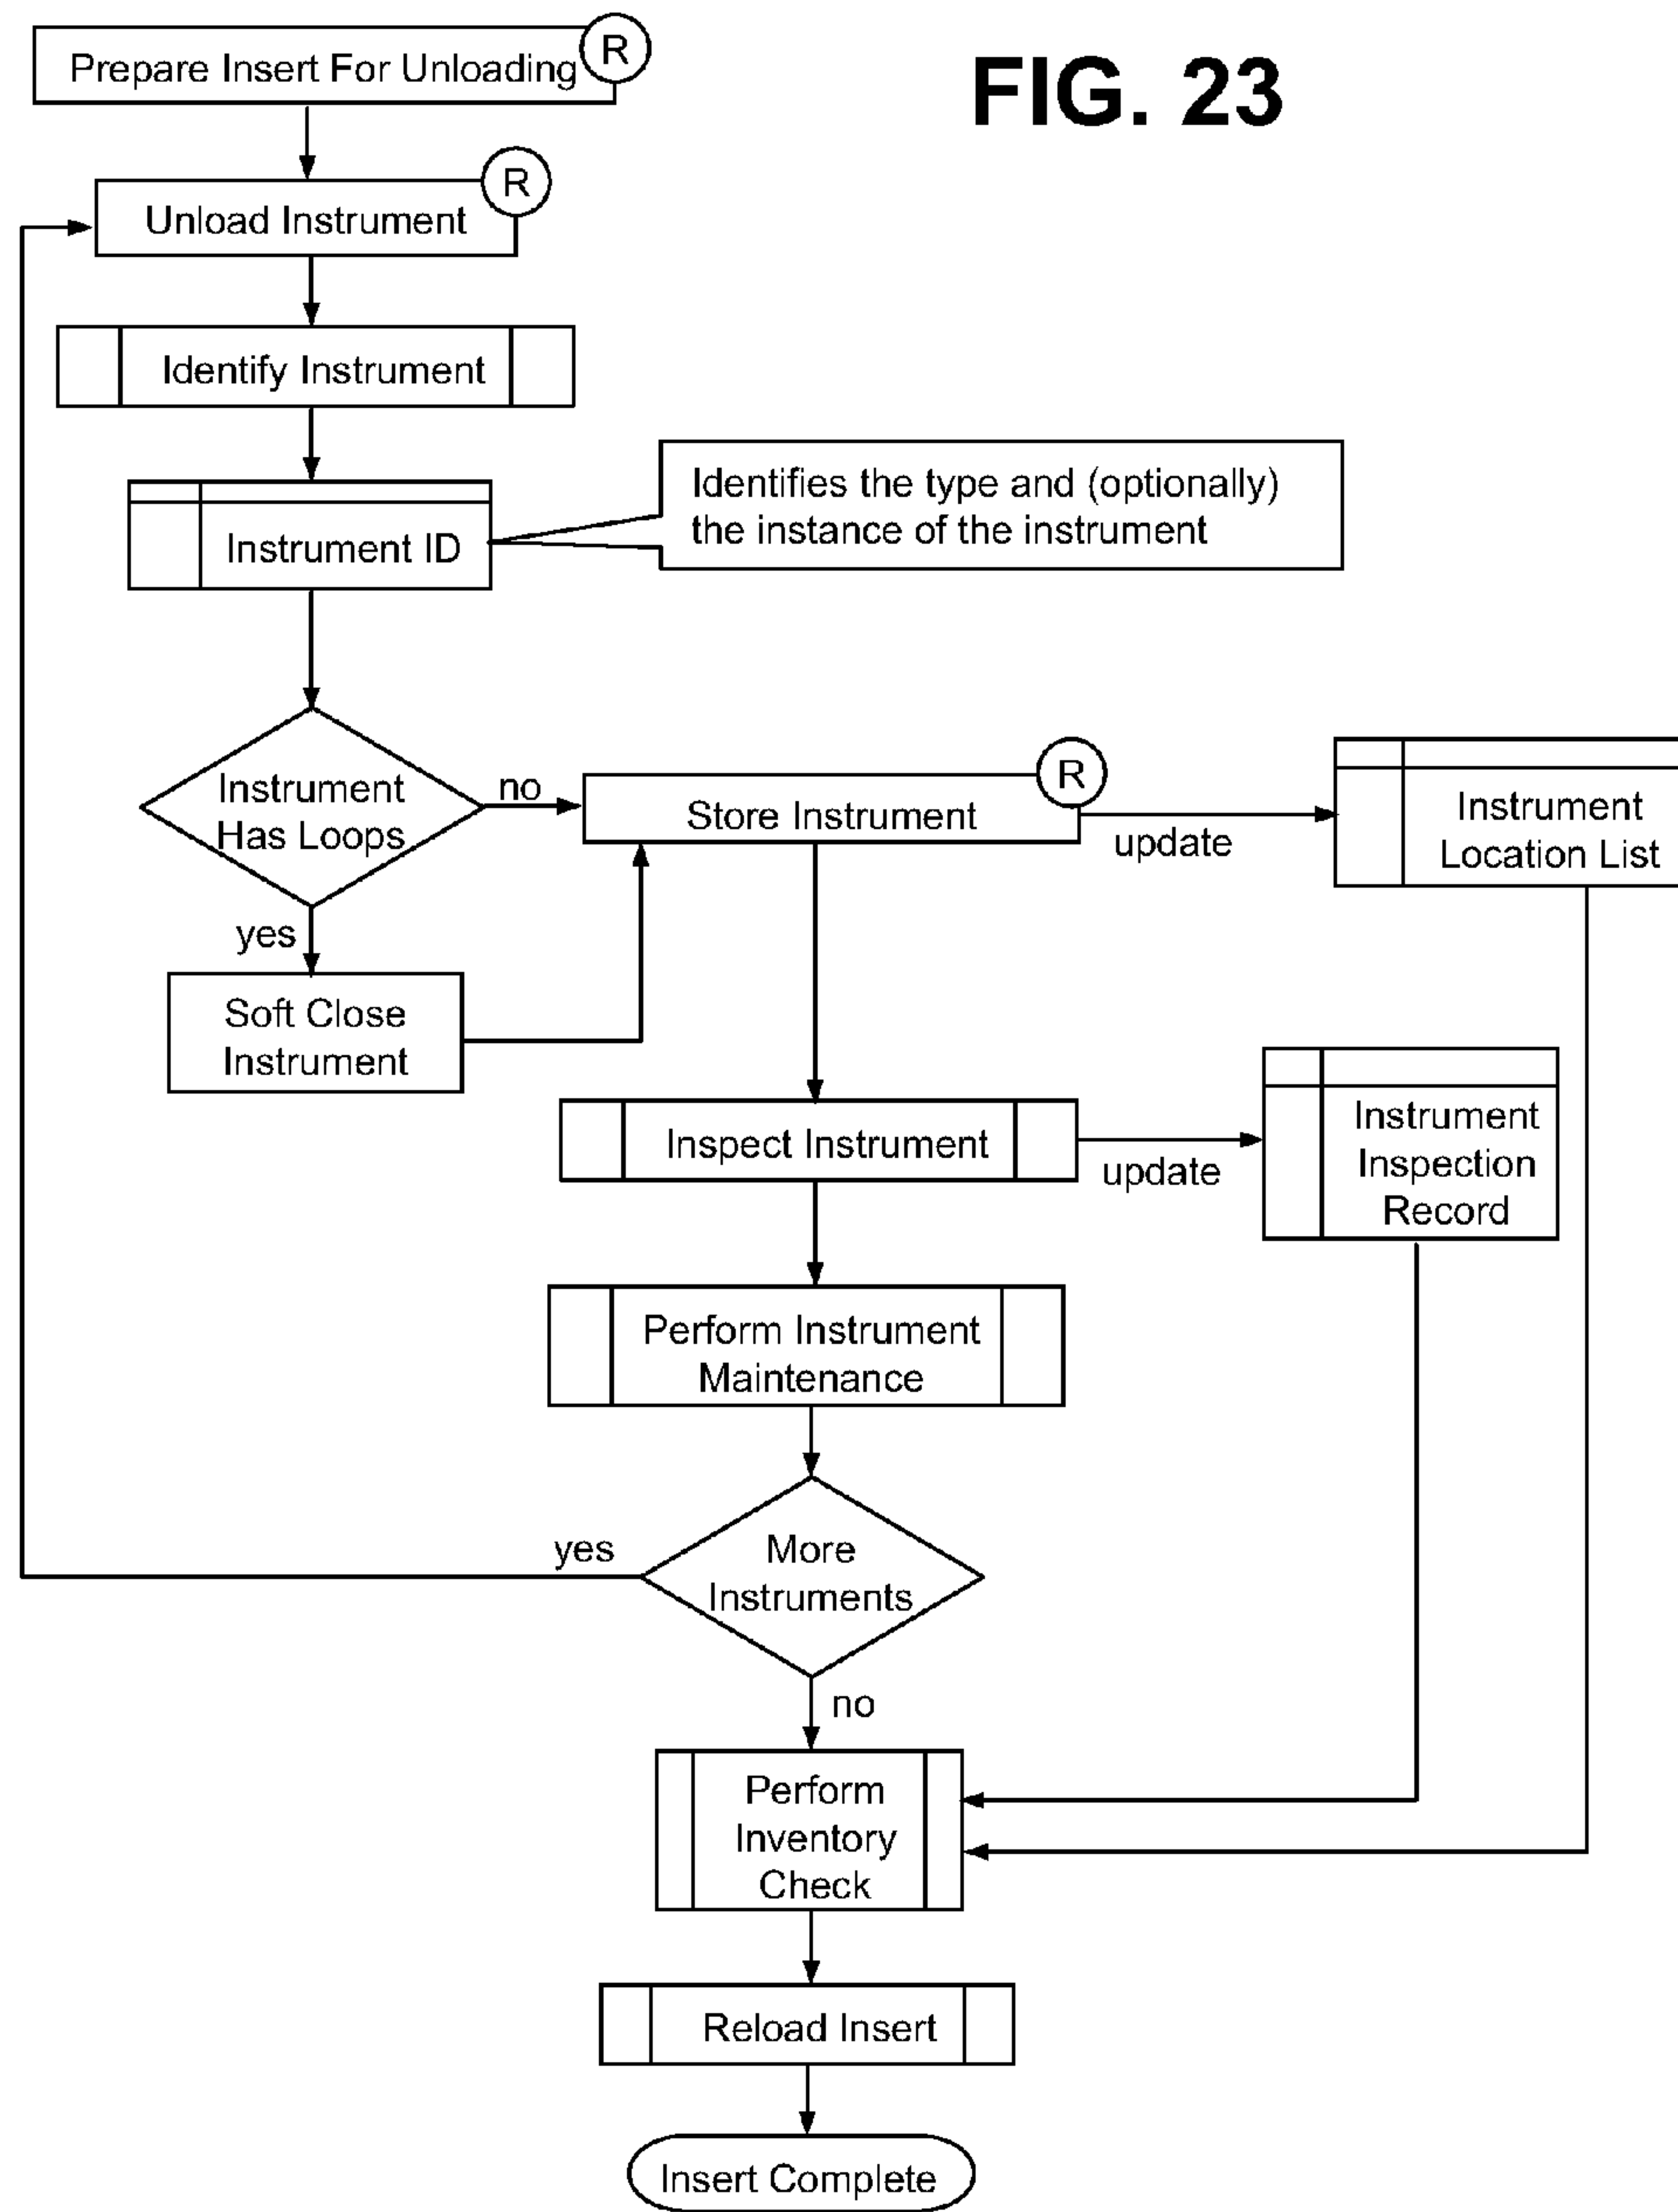 FIG. 23
R
Prepare Insert For Unloading
R
Unload Instrument
Identify Instrument
Identifies the type and (optionally)
the instance of the instrument
Instrument ID
Instrument
Has Loops
no
yes
R
Store Instrument
update
Instrument
Location List
Soft Close
Instrument
Inspect Instrument
update
Instrument
Inspection
Record
Perform Instrument
Maintenance
More
Instruments
yes
no
Perform
Inventory
Check
Reload Insert
Insert Complete